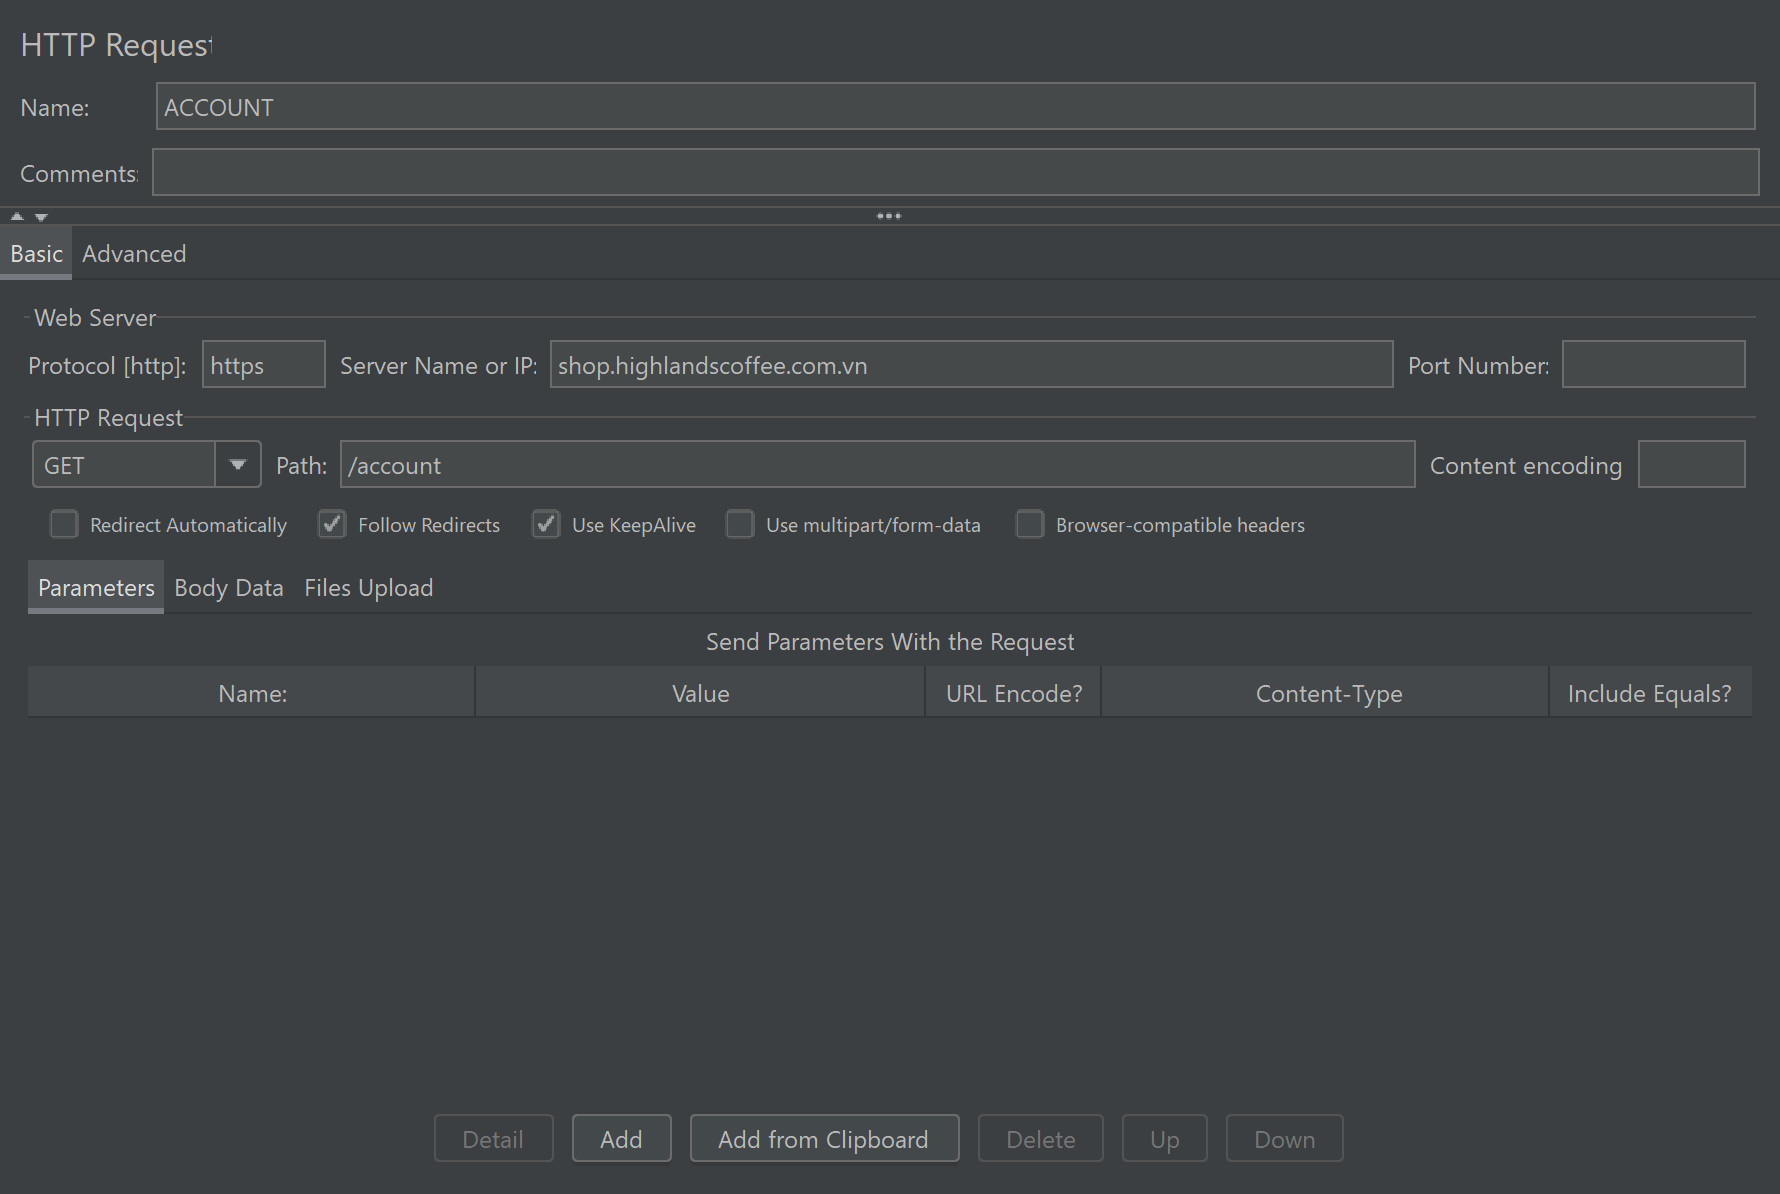 HTTP Request
Name: ACCOUNT
Comments:
Basic Advanced
Web Server
Protocol [http]: https Server Name or IP: shop.highlandscoffee.com.vn Port Number:
HTTP Request
GET Path: /account Content encoding
Redirect Automatically Follow Redirects Use KeepAlive Use multipart/form-data Browser-compatible headers
Parameters Body Data Files Upload
Send Parameters With the Request
Name: Value URL Encode? Content-Type Include Equals?
Detail Add Add from Clipboard Delete Up Down